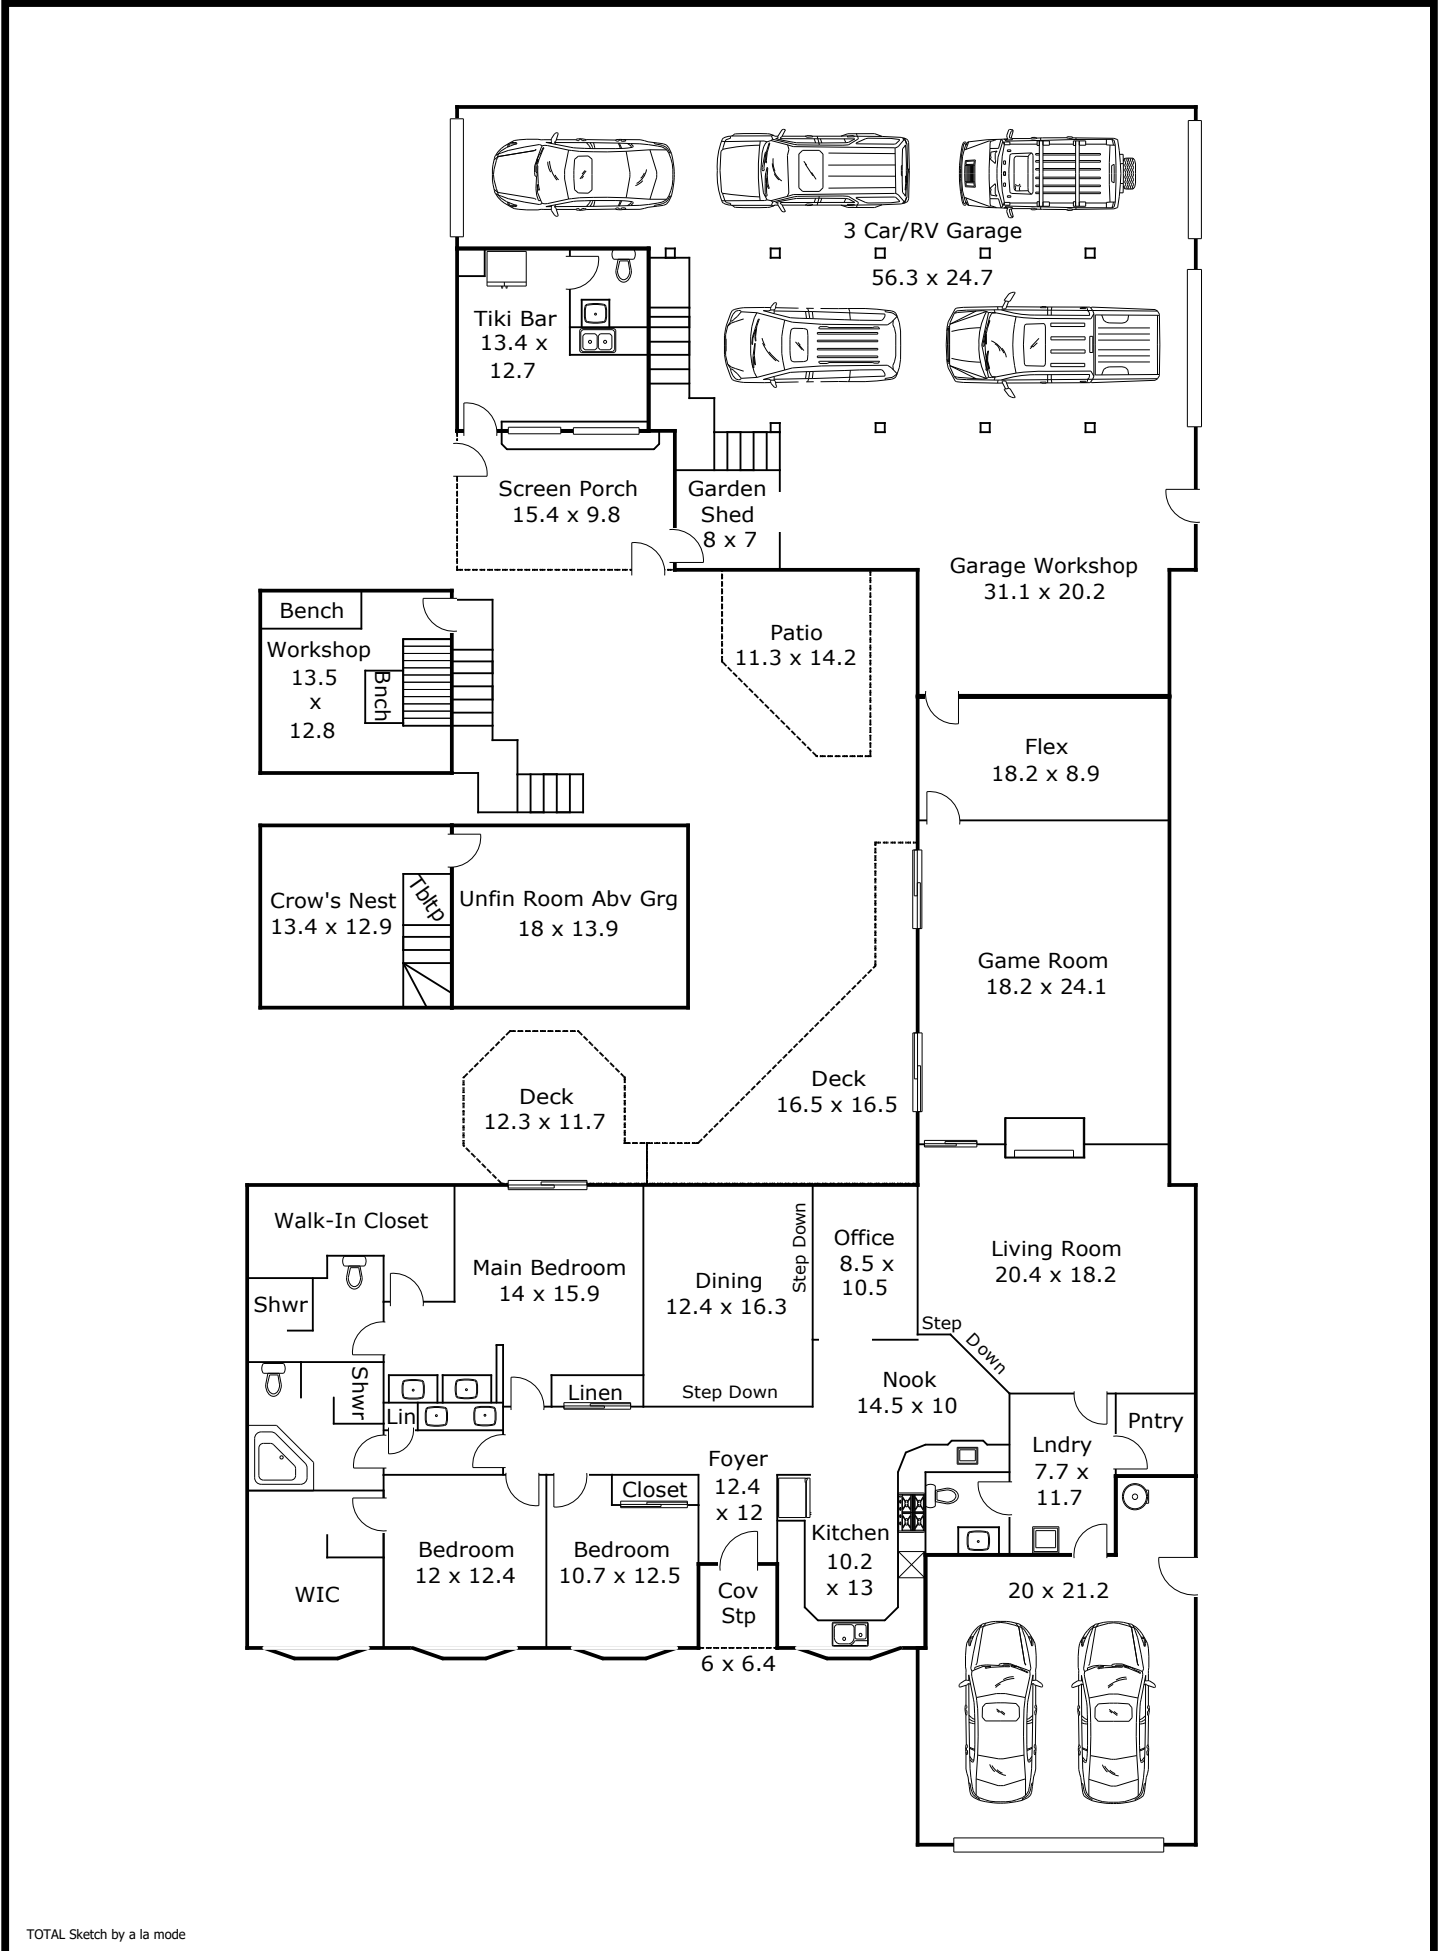 3 Car/RV Garage
56.3 x 24.7
Tiki Bar
13.4 x
12.7
Screen Porch
15.4 x 9.8
Garden
Shed
8 x 7
Garage Workshop
31.1 x 20.2
Bench
Workshop
13.5
x
12.8
Bnch
Patio
11.3 x 14.2
Flex
18.2 x 8.9
Crow's Nest
13.4 x 12.9
Tbltp
Unfin Room Abv Grg
18 x 13.9
Game Room
18.2 x 24.1
Deck
12.3 x 11.7
Deck
16.5 x 16.5
Walk-In Closet
Main Bedroom
14 x 15.9
Shwr
Dining
12.4 x 16.3
Step Down
Step Down
Office
8.5 x
10.5
Living Room
20.4 x 18.2
Step
Down
Shwr
Lin
Linen
Nook
14.5 x 10
Pntry
Lndry
7.7 x
11.7
Foyer
12.4
x 12
Closet
Kitchen
10.2
x 13
Bedroom
12 x 12.4
Bedroom
10.7 x 12.5
WIC
Cov
Stp
6 x 6.4
20 x 21.2
TOTAL Sketch by a la mode